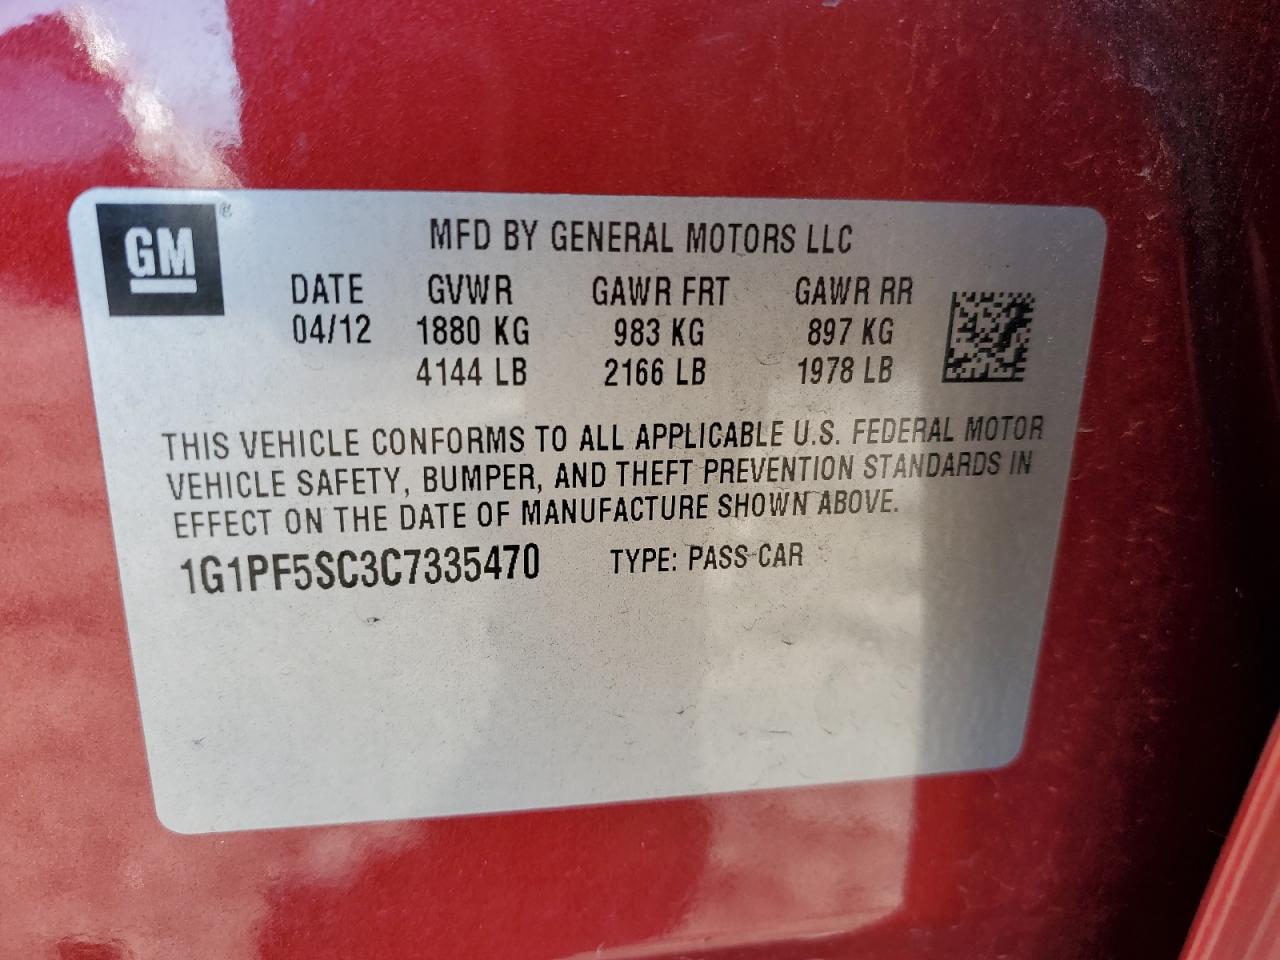 GM®
MFD BY GENERAL MOTORS LLC
DATE GVWR GAWR FRT GAWR RR
04/12 1880 KG 983 KG 897 KG
4144 LB 2166 LB 1978 LB
THIS VEHICLE CONFORMS TO ALL APPLICABLE U.S. FEDERAL MOTOR
VEHICLE SAFETY, BUMPER, AND THEFT PREVENTION STANDARDS IN
EFFECT ON THE DATE OF MANUFACTURE SHOWN ABOVE.
1G1PF5SC3C7335470 TYPE: PASS CAR